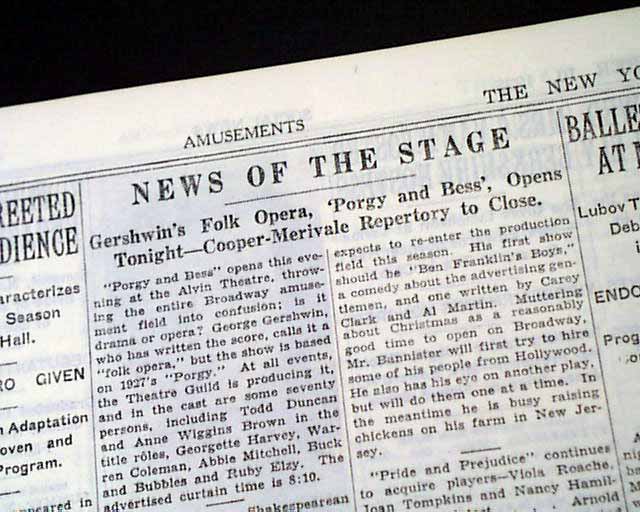 THE NEW YO
AMUSEMENTS
REETED
DIENCE
aracterizes
Season
Hall.
RO GIVEN
n Adaptation
oven and
Program.
appeared in
NEWS OF THE STAGE
Gershwin's Folk Opera, 'Porgy and Bess', Opens
Tonight—Cooper-Merivale Repertory to Close.
"Porgy and Bess" opens this eve-
ning at the Alvin Theatre, throw-
ing the entire Broadway amuse-
ment field into confusion; is it
drama or opera? George Gershwin,
who has written the score, calls it a
"folk opera," but the show is based
on 1927's "Porgy." At all events,
the Theatre Guild is producing it,
and in the cast are some seventy
persons, including Todd Duncan
and Anne Wiggins Brown in the
title rôles, Georgette Harvey, War-
ren Coleman, Abbie Mitchell, Buck
and Bubbles and Ruby Elzy. The
advertised curtain time is 8:10.
Shakespearean
expects to re-enter the production
field this season. His first show
should be "Ben Franklin's Boys,"
a comedy about the advertising gen-
tlemen, and one written by Carey
Clark and Al Martin. Muttering
about Christmas as a reasonably
good time to open on Broadway,
Mr. Bannister will first try to hire
some of his people from Hollywood.
He also has his eye on another play,
but will do them one at a time. In
the meantime he is busy raising
chickens on his farm in New Jer-
sey.
"Pride and Prejudice" continues
to acquire players—Viola Roache,
Joan Tompkins and Nancy Hamil-
Arnold
BALLE
AT
Lubov T
Deb
ENDO
Prog